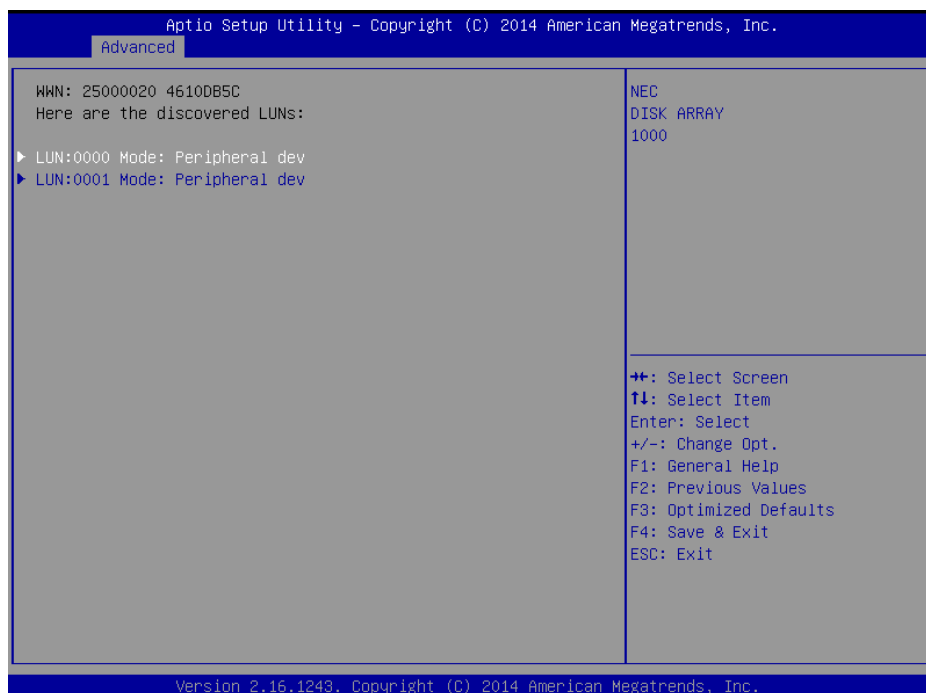 Aptio Setup Utility – Copyright (C) 2014 American Megatrends, Inc.
Advanced
WWN: 25000020 4610DB5C
Here are the discovered LUNs:
▶ LUN:0000 Mode: Peripheral dev
▶ LUN:0001 Mode: Peripheral dev
NEC
DISK ARRAY
1000
→←: Select Screen
↑↓: Select Item
Enter: Select
+/-: Change Opt.
F1: General Help
F2: Previous Values
F3: Optimized Defaults
F4: Save & Exit
ESC: Exit
Version 2.16.1243. Copyright (C) 2014 American Megatrends, Inc.